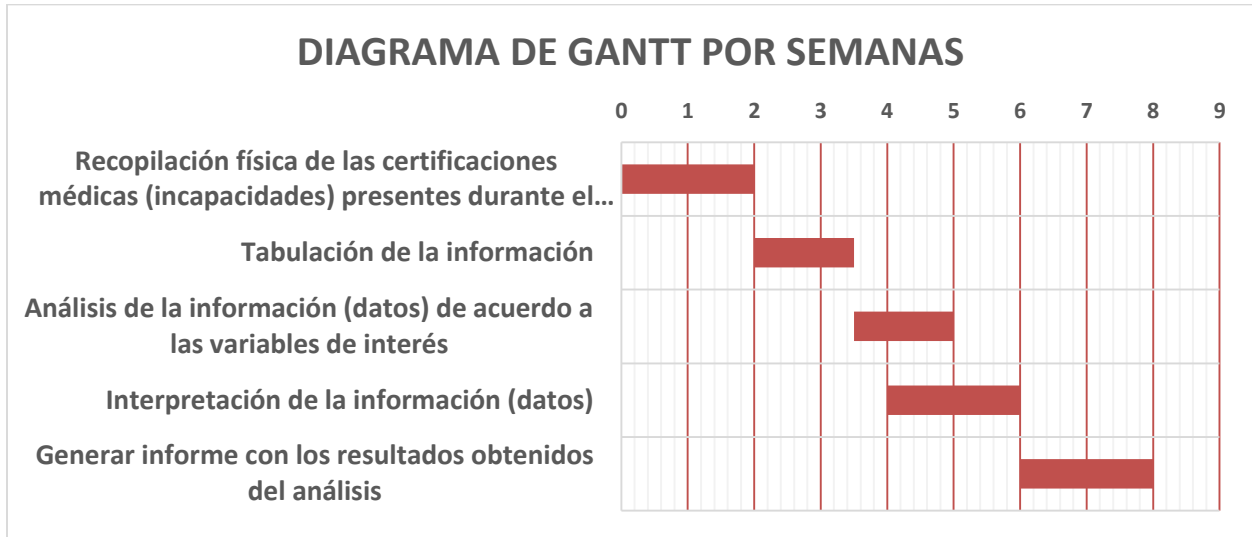 DIAGRAMA DE GANTT POR SEMANAS
0 1 2 3 4 5 6 7 8 9
Recopilación física de las certificaciones
médicas (incapacidades) presentes durante el...
Tabulación de la información
Análisis de la información (datos) de acuerdo a
las variables de interés
Interpretación de la información (datos)
Generar informe con los resultados obtenidos
del análisis